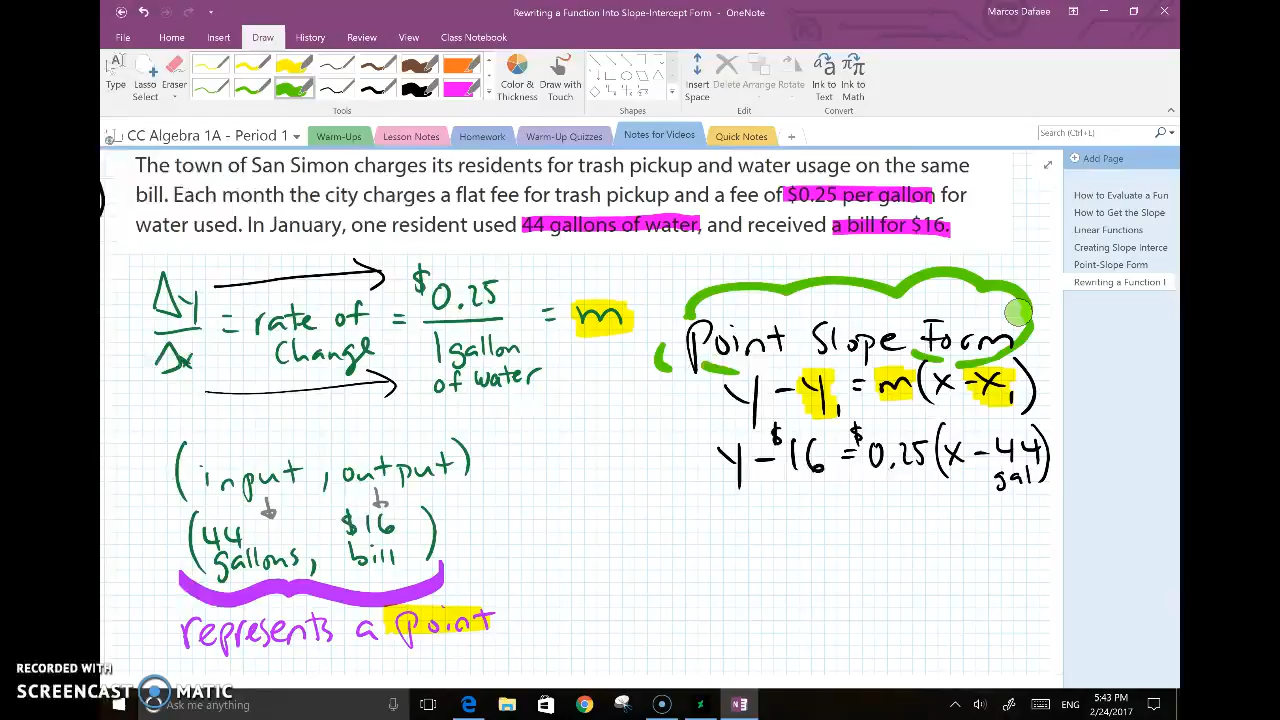 Rewriting a Function Into Slope-Intercept Form - OneNote
Marcos Dafaee
File Home Insert Draw History Review View Class Notebook
Type
Lasso Select
Eraser
Color & Thickness
Draw with Touch
Insert Space
Delete
Arrange
Rotate
Ink to Text
Ink to Math
Tools
Shapes
Edit
Convert
CC Algebra 1A - Period 1
Warm-Ups
Lesson Notes
Homework
Warm-Up Quizzes
Notes for Videos
Quick Notes
Search (Ctrl+E)
Add Page
How to Evaluate a Fun
How to Get the Slope
Linear Functions
Creating Slope Interce
Point-Slope Form
Rewriting a Function I
The town of San Simon charges its residents for trash pickup and water usage on the same
bill. Each month the city charges a flat fee for trash pickup and a fee of $0.25 per gallon for
water used. In January, one resident used 44 gallons of water, and received a bill for $16.
Δy/Δx = rate of change = $0.25/1 gallon of water = m
(input, output)
(44 gallons, $16 bill)
represents a point
Point Slope Form
y - y₁ = m(x - x₁)
y - $16 = $0.25(x - 44 gal)
RECORDED WITH
SCREENCAST MATIC
Ask me anything
ENG
5:43 PM
2/24/2017